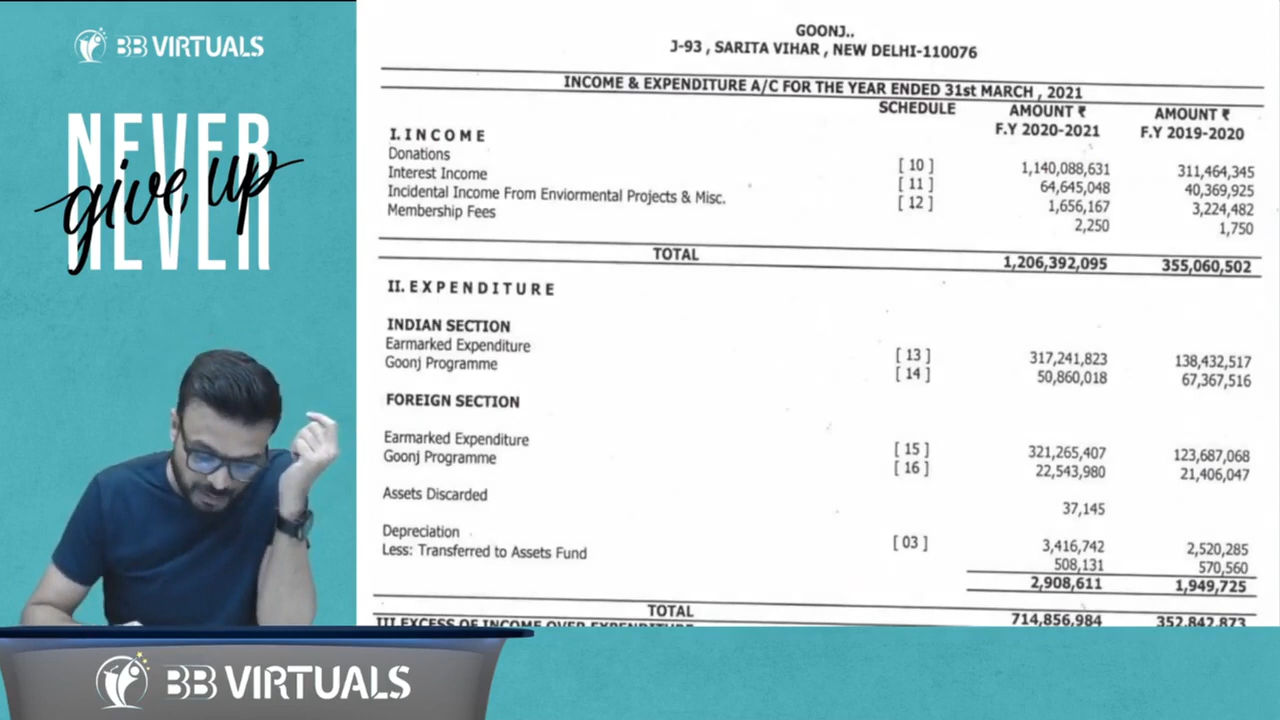 BB VIRTUALS
NEVER
give up
NEVER
GOONJ..
J-93 , SARITA VIHAR , NEW DELHI-110076
INCOME & EXPENDITURE A/C FOR THE YEAR ENDED 31st MARCH , 2021
SCHEDULE AMOUNT ₹ AMOUNT ₹
F.Y 2020-2021 F.Y 2019-2020
I. I N C O M E
Donations [ 10 ] 1,140,088,631 311,464,345
Interest Income [ 11 ] 64,645,048 40,369,925
Incidental Income From Enviormental Projects & Misc. [ 12 ] 1,656,167 3,224,482
Membership Fees 2,250 1,750
TOTAL 1,206,392,095 355,060,502
II. E X P E N D I T U R E
INDIAN SECTION
Earmarked Expenditure [ 13 ] 317,241,823 138,432,517
Goonj Programme [ 14 ] 50,860,018 67,367,516
FOREIGN SECTION
Earmarked Expenditure [ 15 ] 321,265,407 123,687,068
Goonj Programme [ 16 ] 22,543,980 21,406,047
Assets Discarded 37,145
Depreciation [ 03 ] 3,416,742 2,520,285
Less: Transferred to Assets Fund 508,131 570,560
2,908,611 1,949,725
TOTAL 714,856,984 352,842,873
III EXCESS OF INCOME OVER EXPENDITURE
BB VIRTUALS